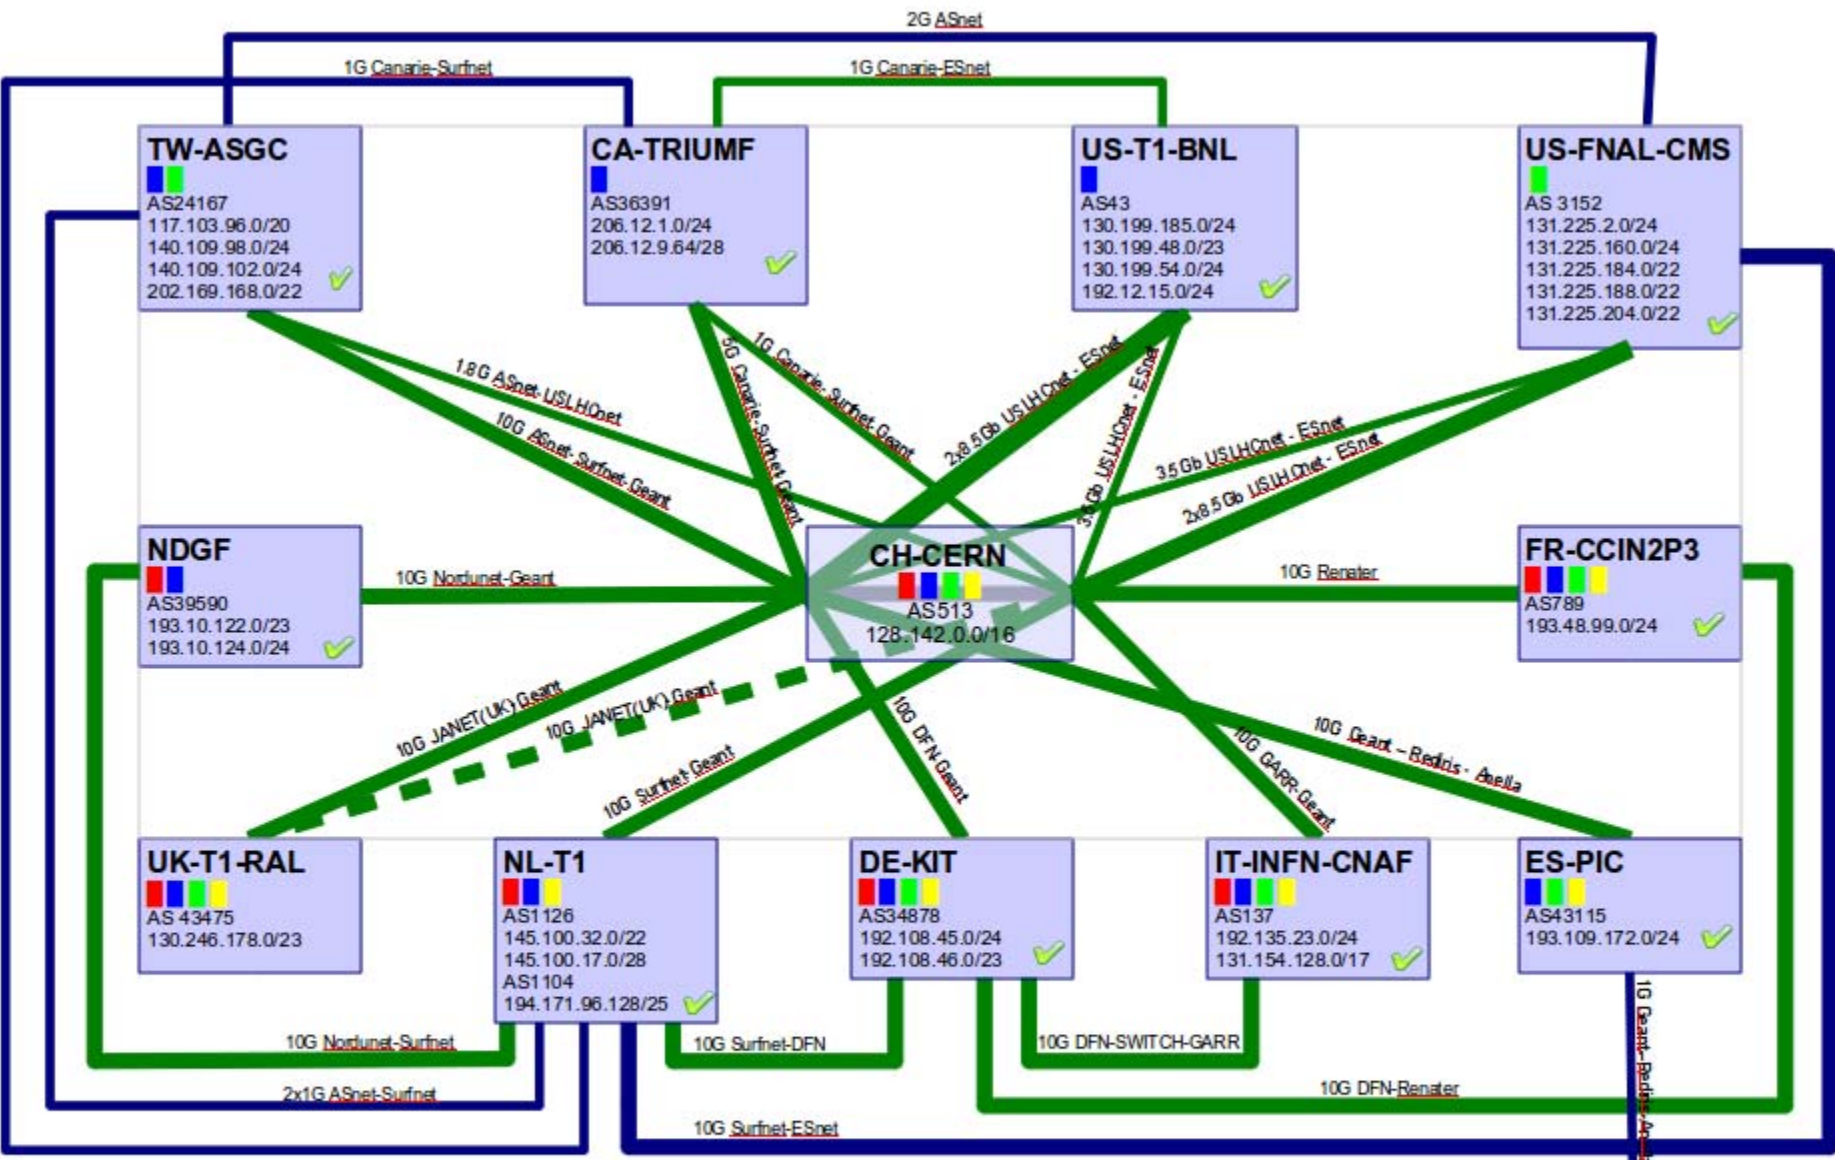 2G ASnet
1G Canarie-Surfnet
1G Canarie-ESnet
TW-ASGC
AS24167
117.103.96.0/20
140.109.98.0/24
140.109.102.0/24
202.169.168.0/22
CA-TRIUMF
AS36391
206.12.1.0/24
206.12.9.64/28
US-T1-BNL
AS43
130.199.185.0/24
130.199.48.0/23
130.199.54.0/24
192.12.15.0/24
US-FNAL-CMS
AS 3152
131.225.2.0/24
131.225.160.0/24
131.225.184.0/22
131.225.188.0/22
131.225.204.0/22
1.8G ASnet-USLHCnet
10G ASnet-Surfnet-Geant
5G Canarie-Surfnet-Geant
1G Canarie- Surfnet-Geant
2x8.5Gb USLHCnet - ESnet
3.5Gb USLHCnet - ESnet
3.5Gb USLHCnet - ESnet
2x8.5Gb USLHCnet - ESnet
NDGF
AS39590
193.10.122.0/23
193.10.124.0/24
10G Nordunet-Geant
CH-CERN
AS513
128.142.0.0/16
10G Renater
FR-CCIN2P3
AS789
193.48.99.0/24
10G JANET(UK)-Geant
10G JANET(UK)-Geant
10G Surfnet-Geant
10G DFN-Geant
10G GARR-Geant
10G Geant – Rediris - Anella
UK-T1-RAL
AS 43475
130.246.178.0/23
NL-T1
AS1126
145.100.32.0/22
145.100.17.0/28
AS1104
194.171.96.128/25
DE-KIT
AS34878
192.108.45.0/24
192.108.46.0/23
IT-INFN-CNAF
AS137
192.135.23.0/24
131.154.128.0/17
ES-PIC
AS43115
193.109.172.0/24
10G Nordunet-Surfnet
10G Surfnet-DFN
10G DFN-SWITCH-GARR
1G Geant-Rediris-
2x1G ASnet-Surfnet
10G DFN-Renater
10G Surfnet-ESnet